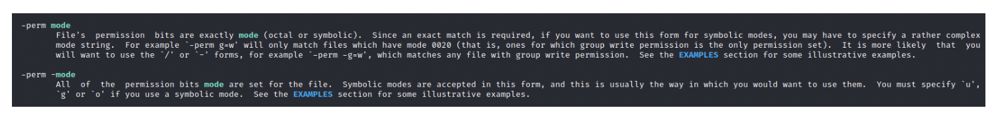 -perm mode
File's permission bits are exactly mode (octal or symbolic). Since an exact match is required, if you want to use this form for symbolic modes, you may have to specify a rather complex
mode string. For example `-perm g=w' will only match files which have mode 0020 (that is, ones for which group write permission is the only permission set). It is more likely that you
will want to use the `/' or `-' forms, for example `-perm -g=w', which matches any file with group write permission. See the EXAMPLES section for some illustrative examples.
-perm -mode
All of the permission bits mode are set for the file. Symbolic modes are accepted in this form, and this is usually the way in which you would want to use them. You must specify `u',
`g' or `o' if you use a symbolic mode. See the EXAMPLES section for some illustrative examples.